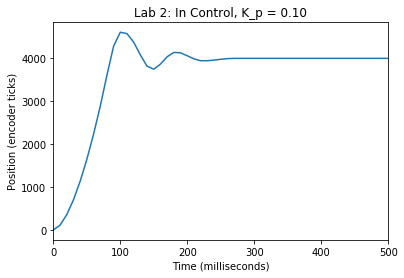 Lab 2: In Control, K_p = 0.10
Position (encoder ticks)
4000
3000
2000
1000
0
0 100 200 300 400 500
Time (milliseconds)